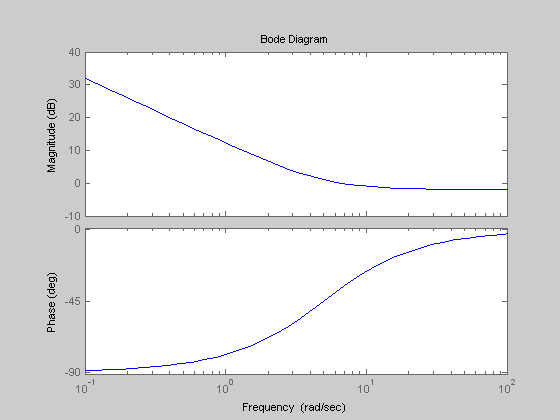 Bode Diagram
40
30
20
10
0
-10
Magnitude (dB)
0
-45
-90
Phase (deg)
10^-1 10^0 10^1 10^2
Frequency (rad/sec)